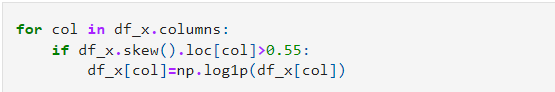 for col in df_x.columns:
    if df_x.skew().loc[col]>0.55:
        df_x[col]=np.log1p(df_x[col])